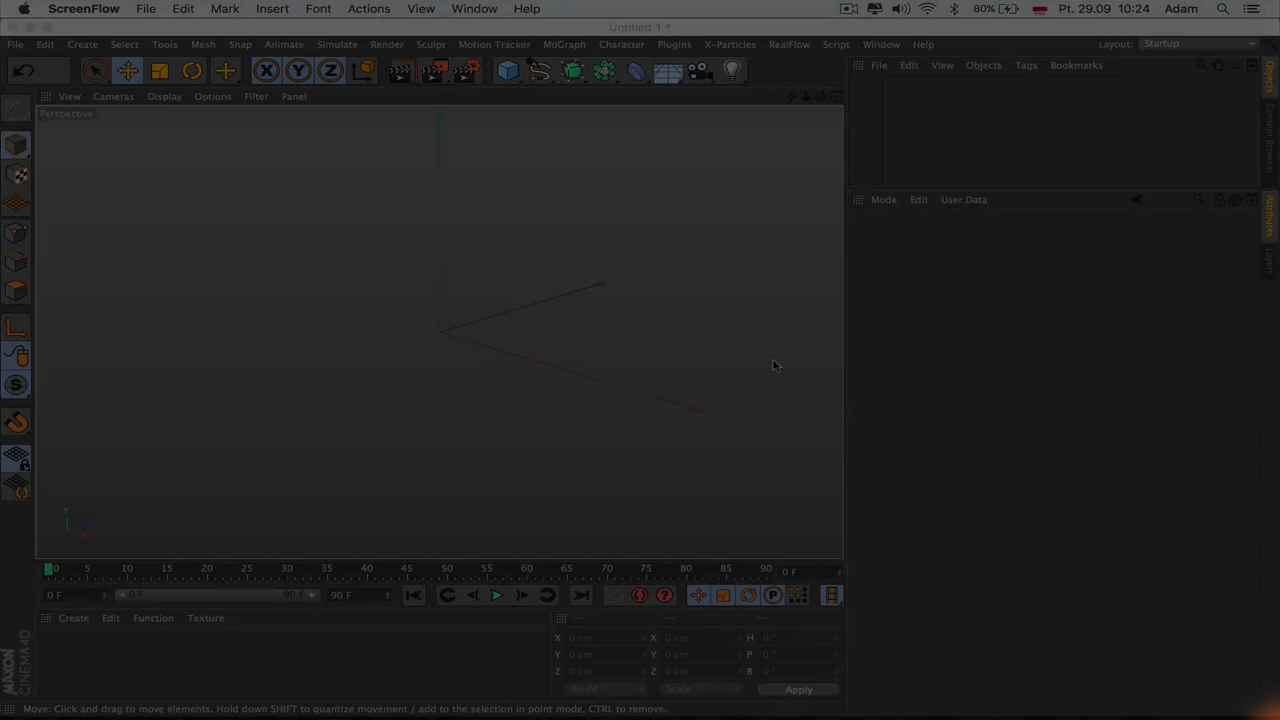 ScreenFlow File Edit Mark Insert Font Actions View Window Help 80% Pt. 29.09 10:24 Adam
Untitled 1 *
File Edit Create Select Tools Mesh Snap Animate Simulate Render Sculpt Motion Tracker MoGraph Character Plugins X-Particles RealFlow Script Window Help Layout: Startup
X Y Z
File Edit View Objects Tags Bookmarks
View Cameras Display Options Filter Panel
Perspective
Objects
Content Browser
Mode Edit User Data
Attributes
Layers
S
Y
0 5 10 15 20 25 30 35 40 45 50 55 60 65 70 75 80 85 90 0 F
0 F 0 F 90 F 90 F P
Create Edit Function Texture -- -- --
X 0 cm X 0 cm H 0 °
Y 0 cm Y 0 cm P 0 °
Z 0 cm Z 0 cm B 0 °
World Scale Apply
MAXON
CINEMA 4D
Move: Click and drag to move elements. Hold down SHIFT to quantize movement / add to the selection in point mode, CTRL to remove.